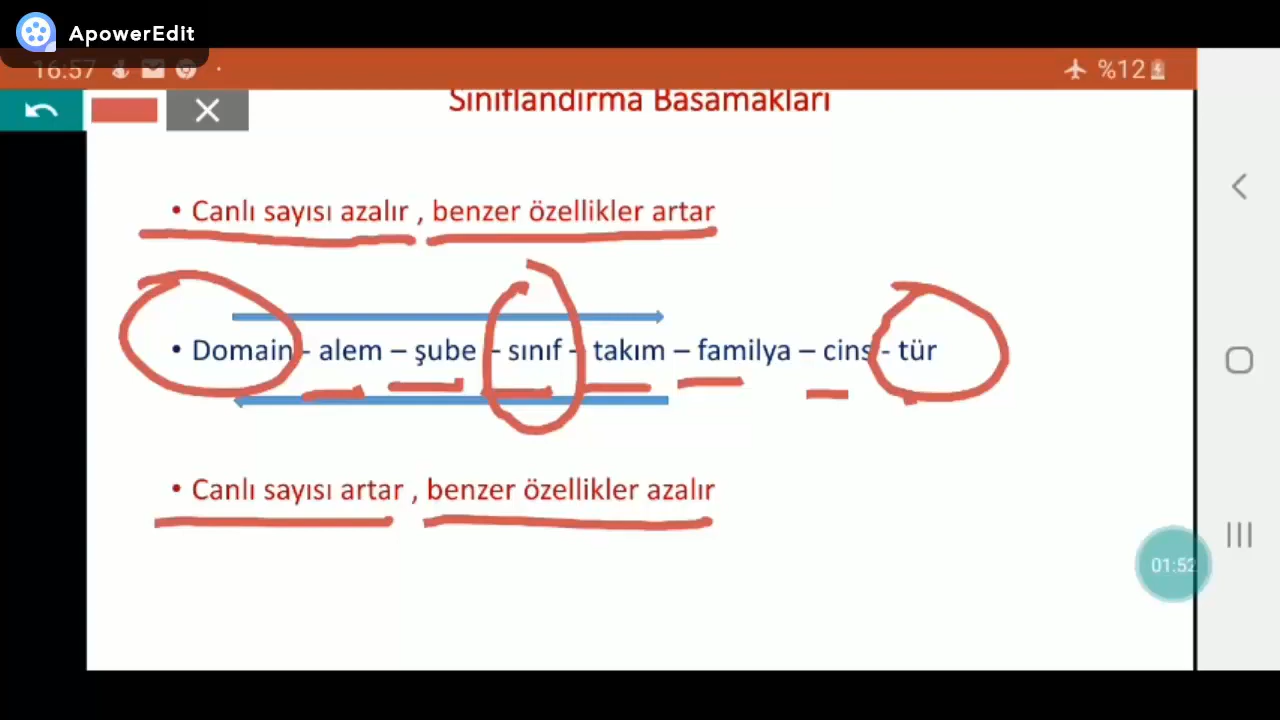 ApowerEdit
16:57 %12
Sınıflandırma Basamakları
• Canlı sayısı azalır , benzer özellikler artar
• Domain - alem – şube - sınıf - takım – familya – cins - tür
• Canlı sayısı artar , benzer özellikler azalır
01:52